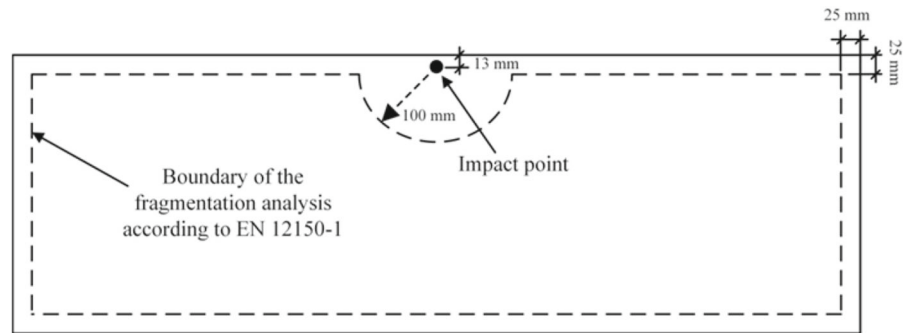 25 mm
25 mm
13 mm
100 mm
Impact point
Boundary of the
fragmentation analysis
according to EN 12150-1